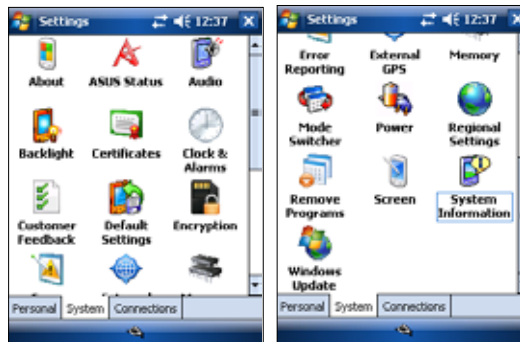 Settings 12:37
About ASUS Status Audio
Backlight Certificates Clock &
Alarms
Customer Default Encryption
Feedback Settings
Personal System Connections
Settings 12:37
Error External Memory
Reporting GPS
Mode Power Regional
Switcher Settings
Remove Screen System
Programs Information
Windows
Update
Personal System Connections